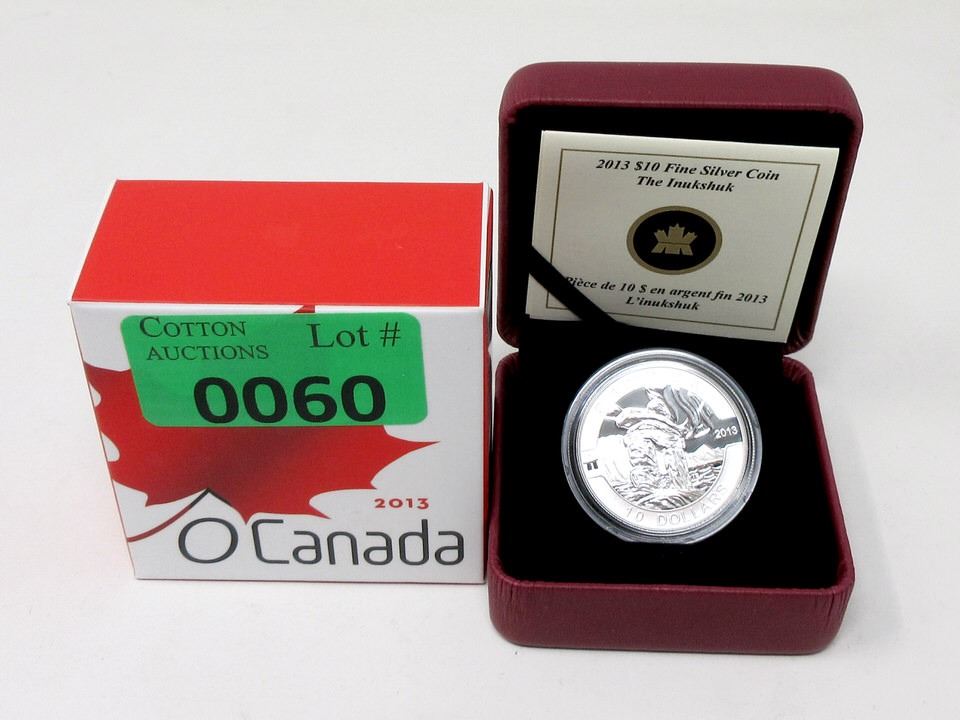 COTTON
AUCTIONS
Lot #
0060
2013
O Canada
2013 $10 Fine Silver Coin
The Inukshuk
Pièce de 10 $ en argent fin 2013
L'inukshuk
2013
10 DOLLARS